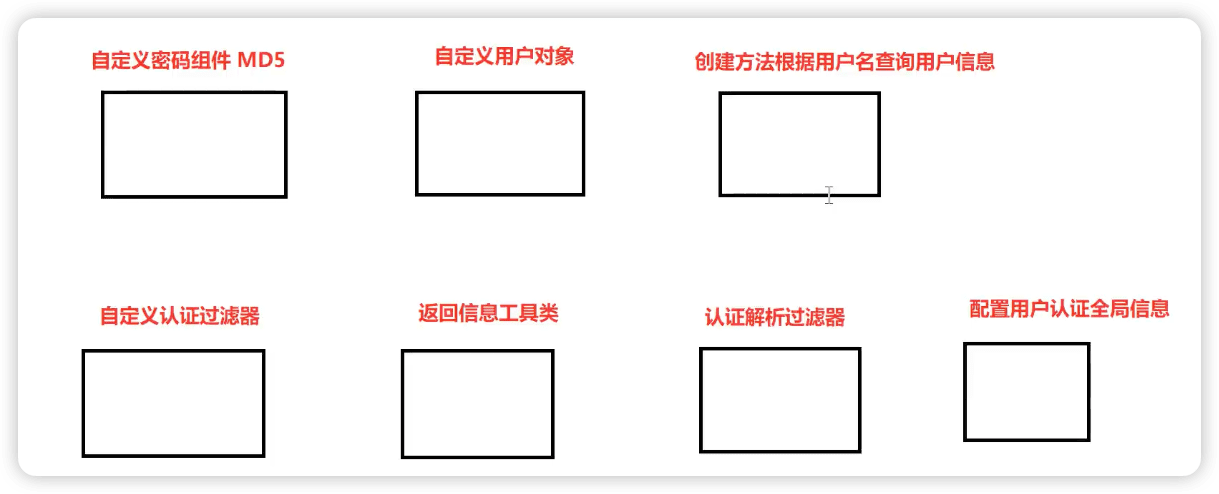 自定义密码组件 MD5
自定义用户对象
创建方法根据用户名查询用户信息
自定义认证过滤器
返回信息工具类
认证解析过滤器
配置用户认证全局信息